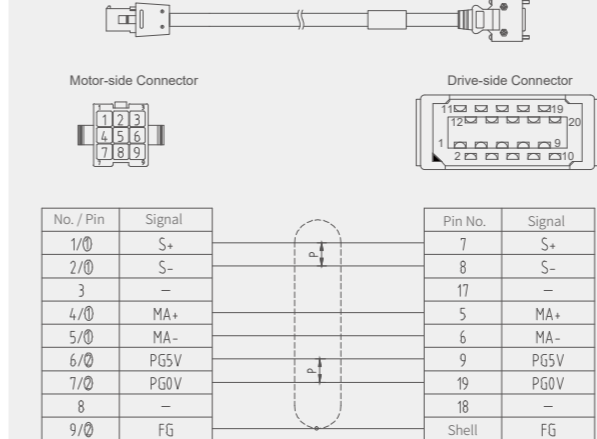 Motor-side Connector Drive-side Connector
1 2 3
4 5 6
7 8 9
11 19
12 20
1 9
2 10
No. / Pin Signal Pin No. Signal
1/① S+ 7 S+
2/① S- 8 S-
3 — 17 —
4/① MA+ 5 MA+
5/① MA- 6 MA-
6/② PG5V 9 PG5V
7/② PG0V 19 PG0V
8 — 18 —
9/② FG Shell FG
P
P